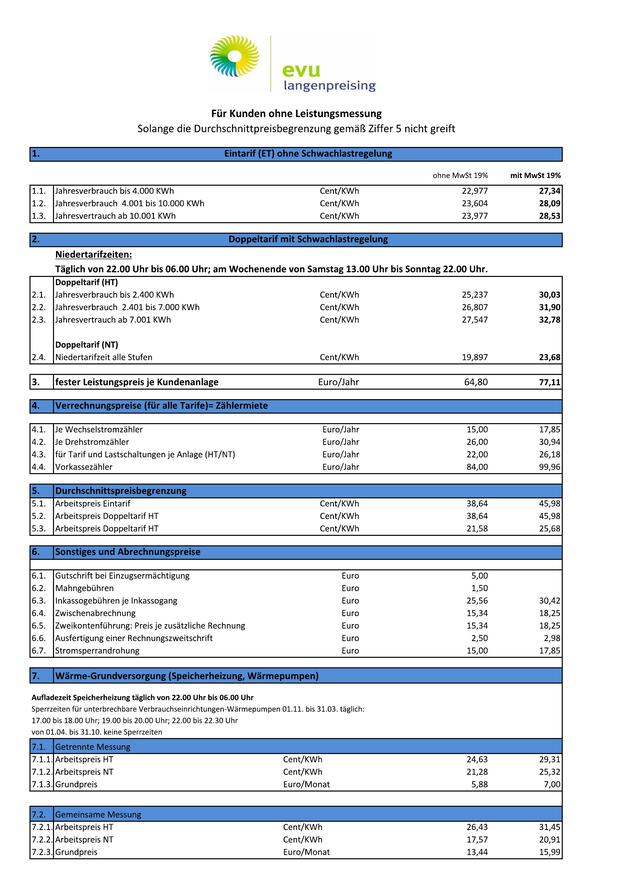 evu
langenpreising
Für Kunden ohne Leistungsmessung
Solange die Durchschnittpreisbegrenzung gemäß Ziffer 5 nicht greift
1. Eintarif (ET) ohne Schwachlastregelung
ohne MwSt 19% mit MwSt 19%
1.1. Jahresverbrauch bis 4.000 KWh Cent/KWh 22,977 27,34
1.2. Jahresverbrauch 4.001 bis 10.000 KWh Cent/KWh 23,604 28,09
1.3. Jahresvertrauch ab 10.001 KWh Cent/KWh 23,977 28,53
2. Doppeltarif mit Schwachlastregelung
Niedertarifzeiten:
Täglich von 22.00 Uhr bis 06.00 Uhr; am Wochenende von Samstag 13.00 Uhr bis Sonntag 22.00 Uhr.
Doppeltarif (HT)
2.1. Jahresverbrauch bis 2.400 KWh Cent/KWh 25,237 30,03
2.2. Jahresverbrauch 2.401 bis 7.000 KWh Cent/KWh 26,807 31,90
2.3. Jahresvertrauch ab 7.001 KWh Cent/KWh 27,547 32,78
Doppeltarif (NT)
2.4. Niedertarifzeit alle Stufen Cent/KWh 19,897 23,68
3. fester Leistungspreis je Kundenanlage Euro/Jahr 64,80 77,11
4. Verrechnungspreise (für alle Tarife)= Zählermiete
4.1. Je Wechselstromzähler Euro/Jahr 15,00 17,85
4.2. Je Drehstromzähler Euro/Jahr 26,00 30,94
4.3. für Tarif und Lastschaltungen je Anlage (HT/NT) Euro/Jahr 22,00 26,18
4.4. Vorkassezähler Euro/Jahr 84,00 99,96
5. Durchschnittspreisbegrenzung
5.1. Arbeitspreis Eintarif Cent/KWh 38,64 45,98
5.2. Arbeitspreis Doppeltarif HT Cent/KWh 38,64 45,98
5.3. Arbeitspreis Doppeltarif HT Cent/KWh 21,58 25,68
6. Sonstiges und Abrechnungspreise
6.1. Gutschrift bei Einzugsermächtigung Euro 5,00
6.2. Mahngebühren Euro 1,50
6.3. Inkassogebühren je Inkassogang Euro 25,56 30,42
6.4. Zwischenabrechnung Euro 15,34 18,25
6.5. Zweikontenführung: Preis je zusätzliche Rechnung Euro 15,34 18,25
6.6. Ausfertigung einer Rechnungszweitschrift Euro 2,50 2,98
6.7. Stromsperrandrohung Euro 15,00 17,85
7. Wärme-Grundversorgung (Speicherheizung, Wärmepumpen)
Aufladezeit Speicherheizung täglich von 22.00 Uhr bis 06.00 Uhr
Sperrzeiten für unterbrechbare Verbrauchseinrichtungen-Wärmepumpen 01.11. bis 31.03. täglich:
17.00 bis 18.00 Uhr; 19.00 bis 20.00 Uhr; 22.00 bis 22.30 Uhr
von 01.04. bis 31.10. keine Sperrzeiten
7.1. Getrennte Messung
7.1.1. Arbeitspreis HT Cent/KWh 24,63 29,31
7.1.2. Arbeitspreis NT Cent/KWh 21,28 25,32
7.1.3. Grundpreis Euro/Monat 5,88 7,00
7.2. Gemeinsame Messung
7.2.1. Arbeitspreis HT Cent/KWh 26,43 31,45
7.2.2. Arbeitspreis NT Cent/KWh 17,57 20,91
7.2.3. Grundpreis Euro/Monat 13,44 15,99